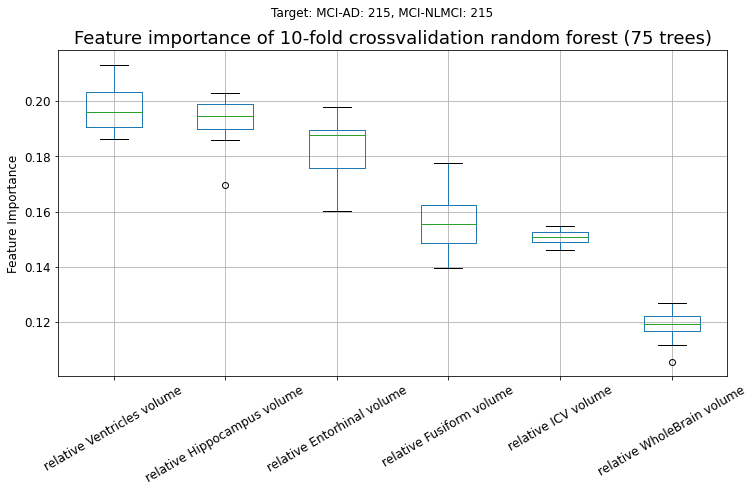 Target: MCI-AD: 215, MCI-NLMCI: 215
Feature importance of 10-fold crossvalidation random forest (75 trees)
Feature Importance
0.20
0.18
0.16
0.14
0.12
relative Ventricles volume
relative Hippocampus volume
relative Entorhinal volume
relative Fusiform volume
relative ICV volume
relative WholeBrain volume